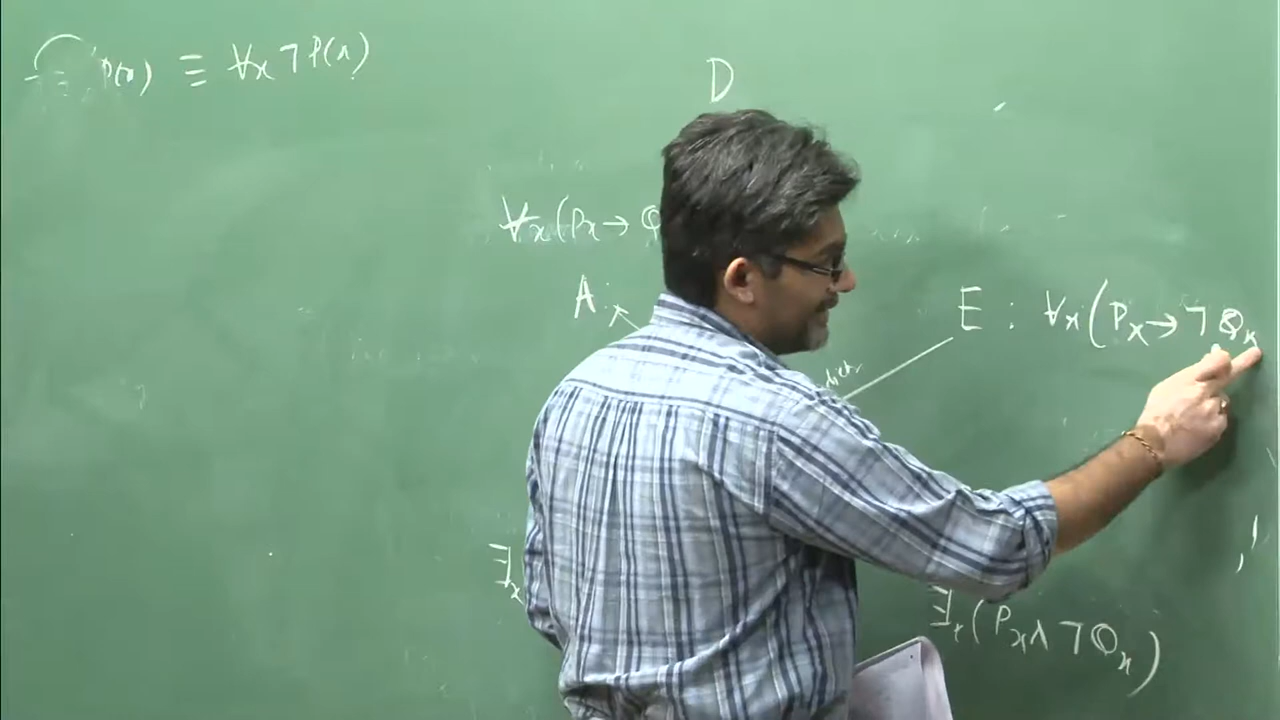 P(x) ≡ ∀x ¬P(x)
D
∀x(Px→ Q
A:
E : ∀x(Px→¬Qx
∃x
∃x(Px∧¬Qx)